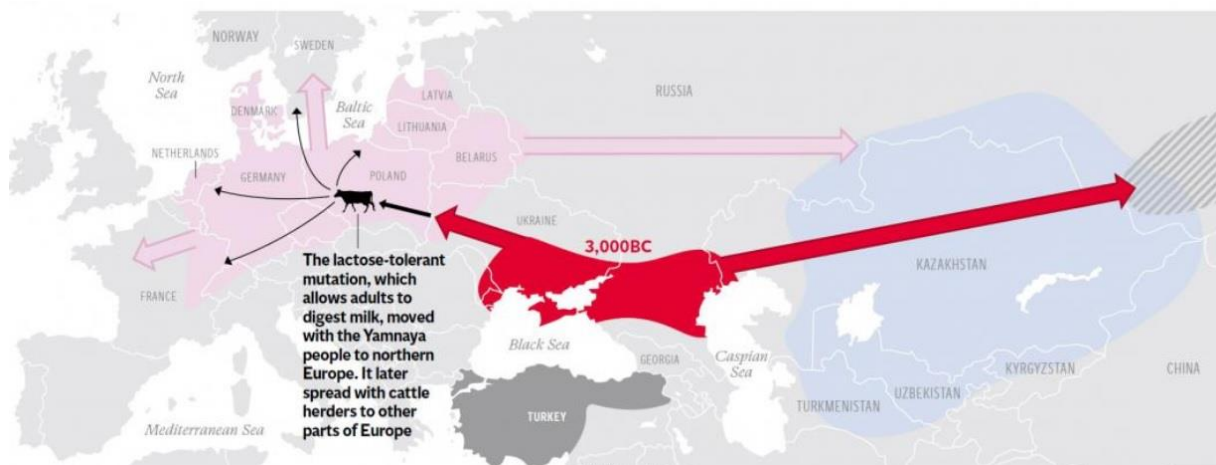 NORWAY
SWEDEN
North
Sea
RUSSIA
Baltic
Sea
LATVIA
DENMARK
LITHUANIA
NETHERLANDS
BELARUS
GERMANY
POLAND
UKRAINE
3,000BC
The lactose-tolerant
mutation, which
allows adults to
digest milk, moved
with the Yamnaya
people to northern
Europe. It later
spread with cattle
herders to other
parts of Europe
KAZAKHSTAN
FRANCE
Black Sea
GEORGIA
Caspian
Sea
KYRGYZSTAN
CHINA
UZBEKISTAN
TURKMENISTAN
TURKEY
Mediterranean Sea